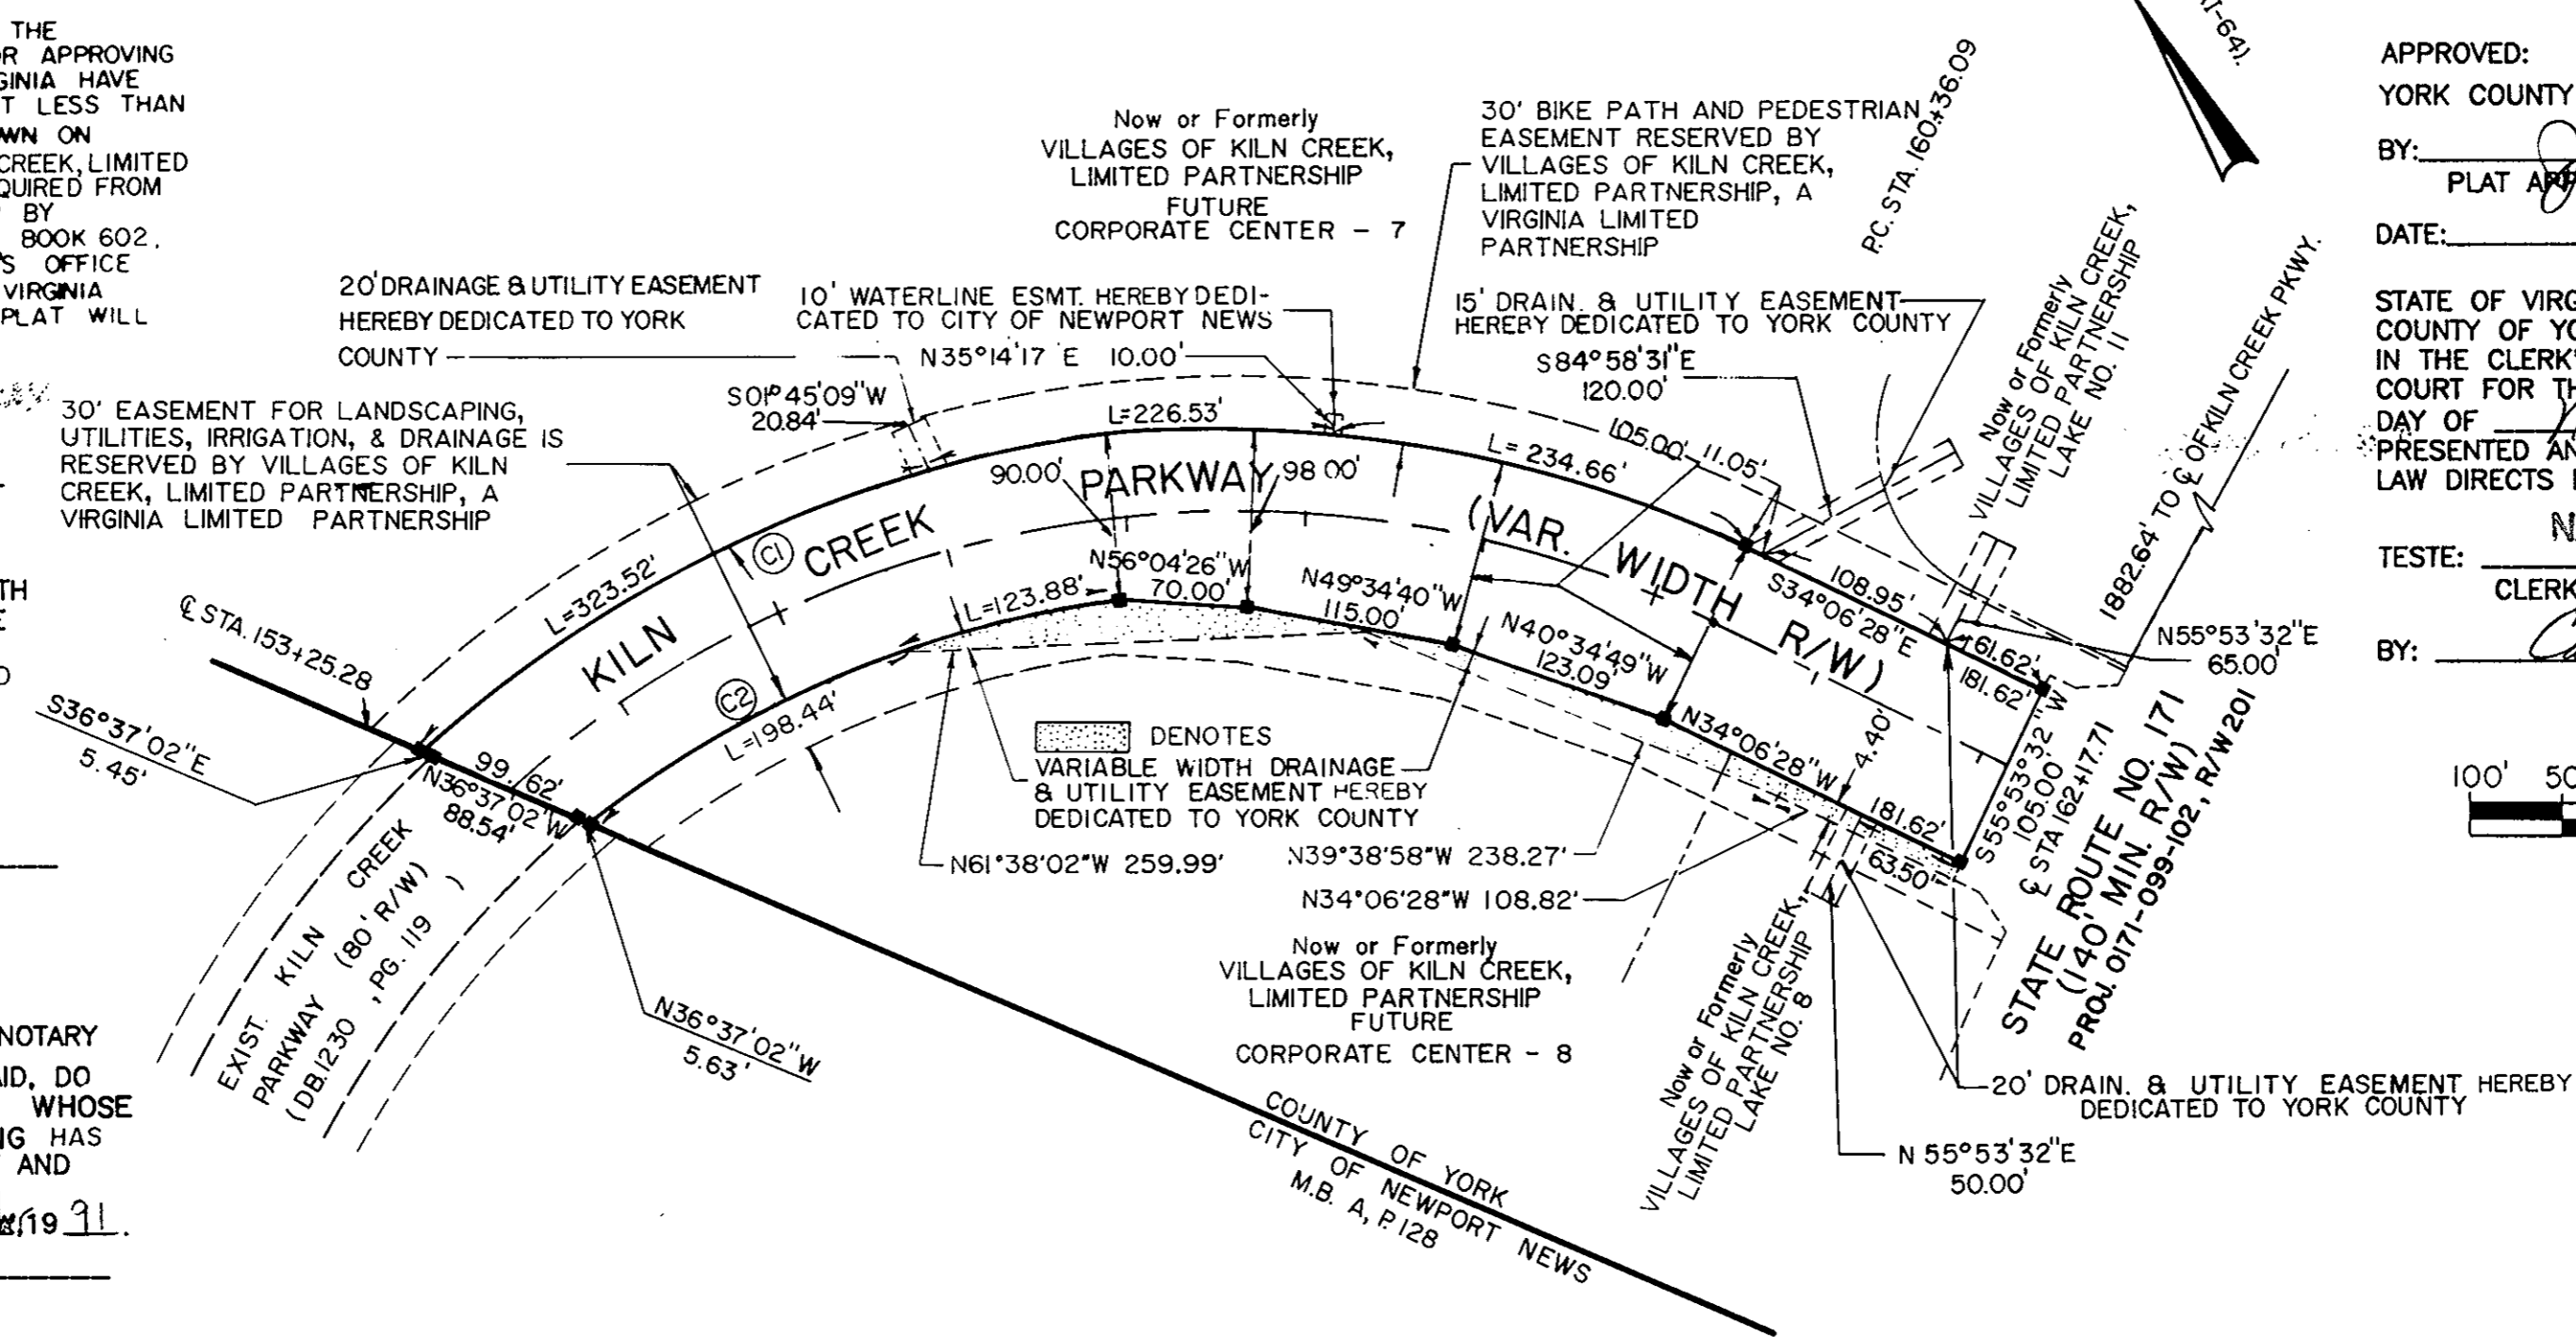 THE
OR APPROVING
GINIA HAVE
T LESS THAN
WN ON
CREEK, LIMITED
QUIRED FROM
BY
BOOK 602,
S OFFICE
VIRGINIA
PLAT WILL
20' DRAINAGE & UTILITY EASEMENT
HEREBY DEDICATED TO YORK
COUNTY
30' EASEMENT FOR LANDSCAPING,
UTILITIES, IRRIGATION, & DRAINAGE IS
RESERVED BY VILLAGES OF KILN
CREEK, LIMITED PARTNERSHIP, A
VIRGINIA LIMITED PARTNERSHIP
S01°45'09"W
20.84'
10' WATERLINE ESMT. HEREBY DEDI-
CATED TO CITY OF NEWPORT NEWS
N35°14'17 E 10.00'
Now or Formerly
VILLAGES OF KILN CREEK,
LIMITED PARTNERSHIP
FUTURE
CORPORATE CENTER - 7
30' BIKE PATH AND PEDESTRIAN
EASEMENT RESERVED BY
VILLAGES OF KILN CREEK,
LIMITED PARTNERSHIP, A
VIRGINIA LIMITED
PARTNERSHIP
P.C. STA. 160+36.09
15' DRAIN. & UTILITY EASEMENT
HEREBY DEDICATED TO YORK COUNTY
S84°58'31"E
120.00'
Now or Formerly
VILLAGES OF KILN CREEK,
LIMITED PARTNERSHIP
LAKE NO. 11
1882.64' TO ℄ OF KILN CREEK PKWY.
T-64).
APPROVED:
YORK COUNTY
BY:
PLAT APP
DATE:
STATE OF VIRG
COUNTY OF YO
IN THE CLERK'
COURT FOR TH
DAY OF
PRESENTED AN
LAW DIRECTS
TESTE:
CLERK
BY:
100' 50
L=323.52'
L=226.53'
L= 234.66'
105.00'
11.05'
90.00'
98.00'
C1
KILN CREEK PARKWAY (VAR. WIDTH R/W)
L=123.88'
N56°04'26"W
70.00'
N49°34'40"W
115.00'
N40°34'49"W
123.09'
108.95'
S34°06'28"E
61.62'
181.62'
N55°53'32"E
65.00'
℄ STA. 153+25.28
S36°37'02"E
5.45'
99.62'
N36°37'02"W
88.54'
C2
L=198.44'
DENOTES
VARIABLE WIDTH DRAINAGE
& UTILITY EASEMENT HEREBY
DEDICATED TO YORK COUNTY
N61°38'02"W 259.99'
N39°38'58"W 238.27'
N34°06'28"W 108.82'
N34°06'28"W
4.40'
181.62'
63.50'
S55°53'32"W
105.00'
℄ STA 162+17.71
STATE ROUTE NO. 171
(140' MIN. R/W)
PROJ. 0171-099-102, R/W201
EXIST. KILN CREEK
PARKWAY (80' R/W)
(DB.1230 , PG. 119 )
N36°37'02"W
5.63'
Now or Formerly
VILLAGES OF KILN CREEK,
LIMITED PARTNERSHIP
FUTURE
CORPORATE CENTER - 8
Now or Formerly
VILLAGES OF KILN CREEK,
LIMITED PARTNERSHIP
LAKE NO. 8
20' DRAIN. & UTILITY EASEMENT HEREBY
DEDICATED TO YORK COUNTY
N 55°53'32"E
50.00'
COUNTY OF YORK
CITY OF NEWPORT NEWS
M.B. A, P. 128
TH
NOTARY
AID, DO
WHOSE
NG HAS
AND
19 91.